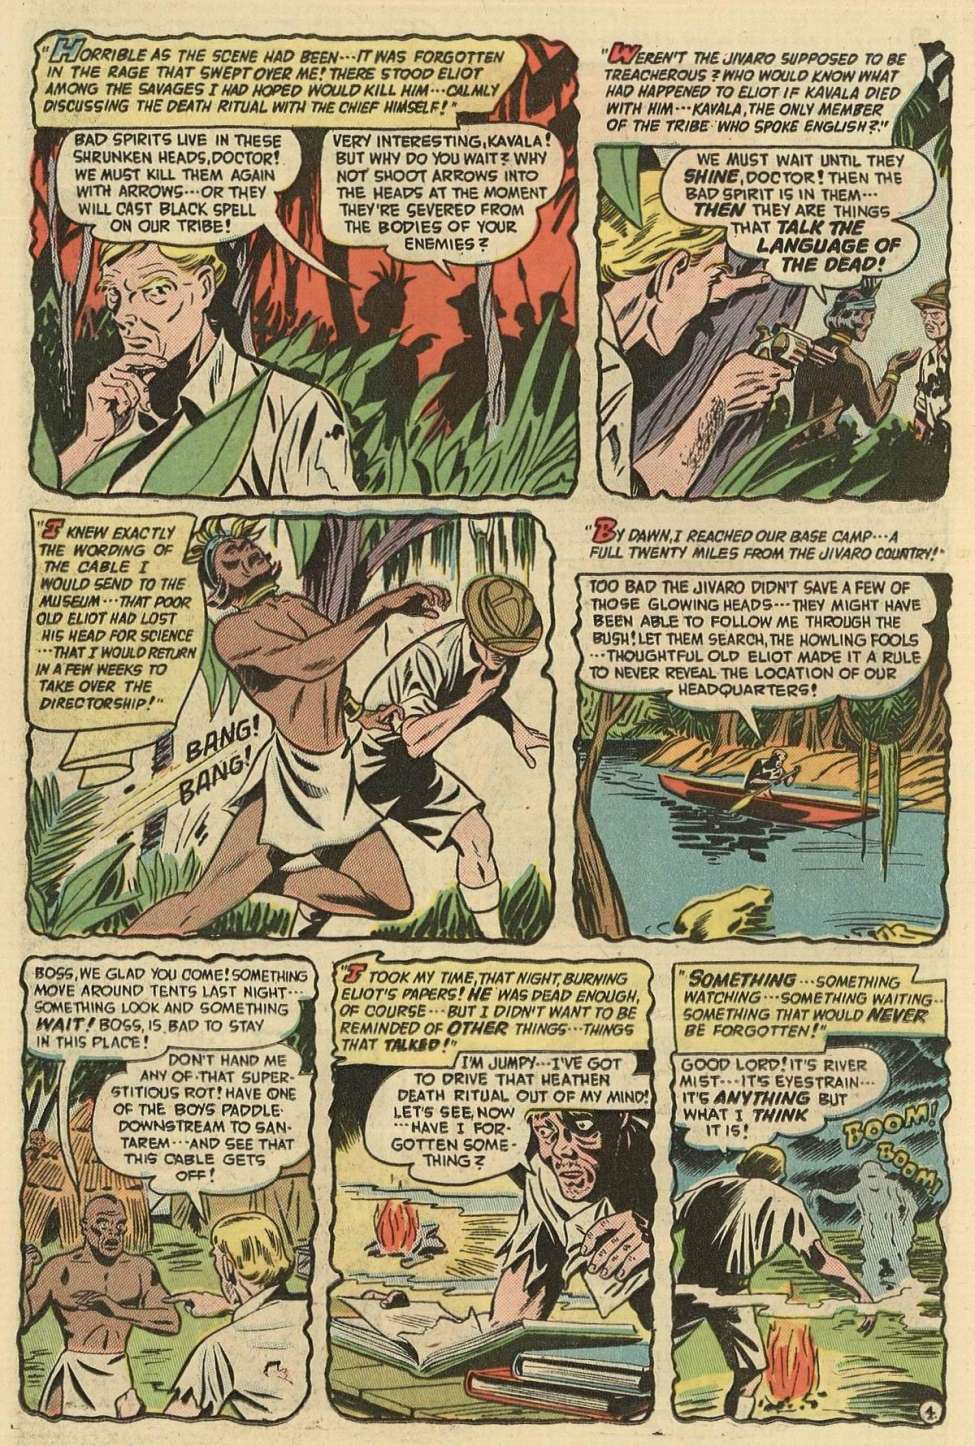 "HORRIBLE AS THE SCENE HAD BEEN---IT WAS FORGOTTEN
IN THE RAGE THAT SWEPT OVER ME! THERE STOOD ELIOT
AMONG THE SAVAGES I HAD HOPED WOULD KILL HIM---CALMLY
DISCUSSING THE DEATH RITUAL WITH THE CHIEF HIMSELF!"
BAD SPIRITS LIVE IN THESE
SHRUNKEN HEADS, DOCTOR!
WE MUST KILL THEM AGAIN
WITH ARROWS---OR THEY
WILL CAST BLACK SPELL
ON OUR TRIBE!
VERY INTERESTING, KAVALA!
BUT WHY DO YOU WAIT? WHY
NOT SHOOT ARROWS INTO
THE HEADS AT THE MOMENT
THEY'RE SEVERED FROM
THE BODIES OF YOUR
ENEMIES?
"WEREN'T THE JIVARO SUPPOSED TO BE
TREACHEROUS? WHO WOULD KNOW WHAT
HAD HAPPENED TO ELIOT IF KAVALA DIED
WITH HIM---KAVALA, THE ONLY MEMBER
OF THE TRIBE WHO SPOKE ENGLISH?"
WE MUST WAIT UNTIL THEY
SHINE, DOCTOR! THEN THE
BAD SPIRIT IS IN THEM---
THEN THEY ARE THINGS
THAT TALK THE
LANGUAGE OF
THE DEAD!
"I KNEW EXACTLY
THE WORDING OF
THE CABLE I
WOULD SEND TO THE
MUSEUM---THAT POOR
OLD ELIOT HAD LOST
HIS HEAD FOR SCIENCE
---THAT I WOULD RETURN
IN A FEW WEEKS TO
TAKE OVER THE
DIRECTORSHIP!"
BANG!
BANG!
"BY DAWN, I REACHED OUR BASE CAMP---A
FULL TWENTY MILES FROM THE JIVARO COUNTRY!"
TOO BAD THE JIVARO DIDN'T SAVE A FEW OF
THOSE GLOWING HEADS---THEY MIGHT HAVE
BEEN ABLE TO FOLLOW ME THROUGH THE
BUSH! LET THEM SEARCH, THE HOWLING FOOLS
---THOUGHTFUL OLD ELIOT MADE IT A RULE
TO NEVER REVEAL THE LOCATION OF OUR
HEADQUARTERS!
BOSS, WE GLAD YOU COME! SOMETHING
MOVE AROUND TENTS LAST NIGHT---
SOMETHING LOOK AND SOMETHING
WAIT! BOSS, IS BAD TO STAY
IN THIS PLACE!
DON'T HAND ME
ANY OF THAT SUPER-
STITIOUS ROT! HAVE ONE
OF THE BOYS PADDLE
DOWNSTREAM TO SAN-
TAREM---AND SEE THAT
THIS CABLE GETS
OFF!
"I TOOK MY TIME, THAT NIGHT, BURNING
ELIOT'S PAPERS! HE WAS DEAD ENOUGH,
OF COURSE---BUT I DIDN'T WANT TO BE
REMINDED OF OTHER THINGS---THINGS
THAT TALKED!"
I'M JUMPY---I'VE GOT
TO DRIVE THAT HEATHEN
DEATH RITUAL OUT OF MY MIND!
LET'S SEE, NOW
---HAVE I FOR-
GOTTEN SOME-
THING?
"SOMETHING---SOMETHING
WATCHING---SOMETHING WAITING--
SOMETHING THAT WOULD NEVER
BE FORGOTTEN!"
GOOD LORD! IT'S RIVER
MIST---IT'S EYESTRAIN---
IT'S ANYTHING BUT
WHAT I THINK
IT IS!
BOOM!
BOOM!
4